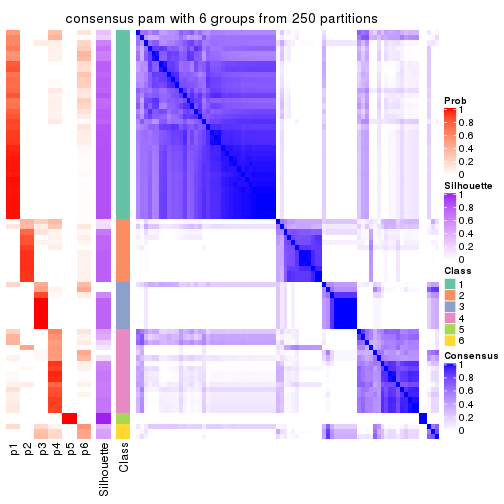 consensus pam with 6 groups from 250 partitions
Prob
1
0.8
0.6
0.4
0.2
0
Silhouette
1
0.8
0.6
0.4
0.2
0
Class
1
2
3
4
5
6
Consensus
1
0.8
0.6
0.4
0.2
0
p1
p2
p3
p4
p5
p6
Silhouette
Class